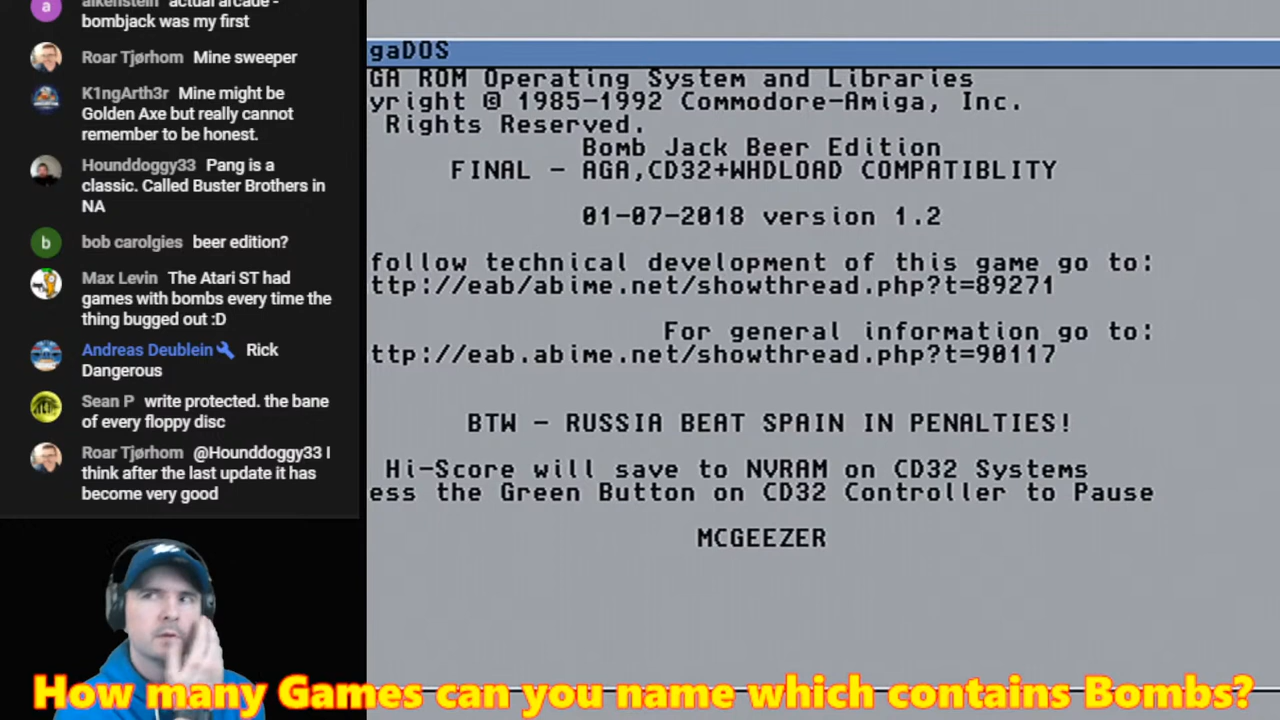 aikenstein actual arcade -
bombjack was my first
Roar Tjørhom Mine sweeper
K1ngArth3r Mine might be
Golden Axe but really cannot
remember to be honest.
Hounddoggy33 Pang is a
classic. Called Buster Brothers in
NA
b
bob carolgies beer edition?
Max Levin The Atari ST had
games with bombs every time the
thing bugged out :D
Andreas Deublein Rick
Dangerous
Sean P write protected. the bane
of every floppy disc
Roar Tjørhom @Hounddoggy33 I
think after the last update it has
become very good
gaDOS
GA ROM Operating System and Libraries
yright © 1985-1992 Commodore-Amiga, Inc.
Rights Reserved.
Bomb Jack Beer Edition
FINAL - AGA,CD32+WHDLOAD COMPATIBLITY
01-07-2018 version 1.2
follow technical development of this game go to:
ttp://eab/abime.net/showthread.php?t=89271
For general information go to:
ttp://eab.abime.net/showthread.php?t=90117
BTW - RUSSIA BEAT SPAIN IN PENALTIES!
Hi-Score will save to NVRAM on CD32 Systems
ess the Green Button on CD32 Controller to Pause
MCGEEZER
How many Games can you name which contains Bombs?